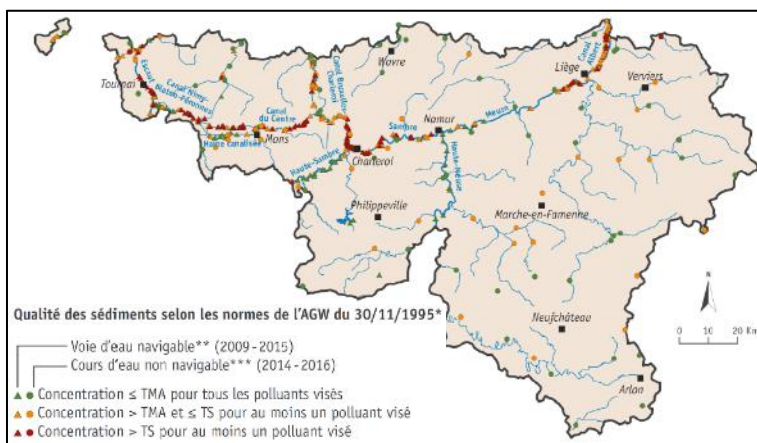 Canal
Albert
Wavre
Liège
Verviers
Tournai
Escaut
Canal Nimy-
Blaton-Péronnes
Canal Bruxelles-
Charleroi
Canal
du Centre
Mons
Haine canalisée
Namur
Meuse
Sambre
Charleroi
Haute-Sambre
Haute-Meuse
Philippeville
Marche-en-Famenne
Neufchâteau
Arlon
N
0 10 20 Km
Qualité des sédiments selon les normes de l'AGW du 30/11/1995*
Voie d'eau navigable** (2009-2015)
Cours d'eau non navigable*** (2014-2016)
Concentration ≤ TMA pour tous les polluants visés
Concentration > TMA et ≤ TS pour au moins un polluant visé
Concentration > TS pour au moins un polluant visé